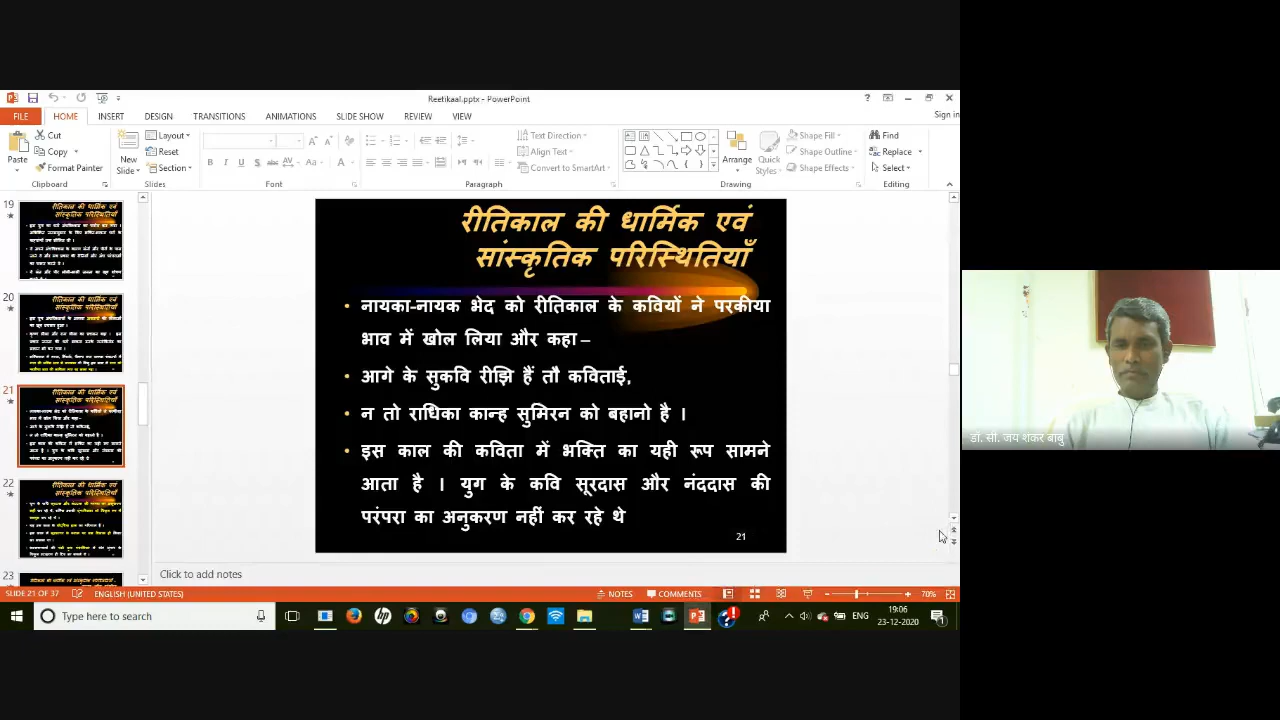 Reetikaal.pptx - PowerPoint
Sign in
FILE HOME INSERT DESIGN TRANSITIONS ANIMATIONS SLIDE SHOW REVIEW VIEW
Paste
Cut
Copy
Format Painter
Clipboard
New
Slide
Layout
Reset
Section
Slides
Font
Text Direction
Align Text
Convert to SmartArt
Paragraph
Arrange
Quick
Styles
Shape Fill
Shape Outline
Shape Effects
Drawing
Find
Replace
Select
Editing
19
20
21
22
23
रीतिकाल की धार्मिक एवं
सांस्कृतिक परिस्थितियाँ
• नायका-नायक भेद को रीतिकाल के कवियों ने परकीया
भाव में खोल लिया और कहा –
• आगे के सुकवि रीझि हैं तौ कविताई,
• न तो राधिका कान्ह सुमिरन को बहानो है ।
• इस काल की कविता में भक्ति का यही रूप सामने
आता है । युग के कवि सूरदास और नंददास की
परंपरा का अनुकरण नहीं कर रहे थे
21
डॉ. सी. जय शंकर बाबु
Click to add notes
SLIDE 21 OF 37 ENGLISH (UNITED STATES) NOTES COMMENTS 70%
Type here to search
ENG
19:06
23-12-2020